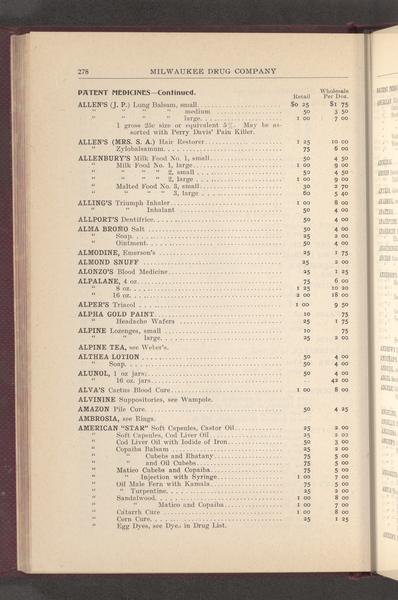 278 MILWAUKEE DRUG COMPANY
PATENT MEDICINES—Continued. Retail Wholesale Per Doz.
ALLEN'S (J. P.) Lung Balsam, small $0 25 $1 75
" " " " medium 50 3 50
" " " " large 1 00 7 00
1 gross 25c size or equivalent 5%. May be as-
sorted with Perry Davis' Pain Killer.
ALLEN'S (MRS. S. A.) Hair Restorer 1 25 10 00
" Zylobalsamum 75 6 00
ALLENBURY'S Milk Food No. 1, small 50 4 50
" Milk Food No. 1, large 1 00 9 00
" " " " 2, small 50 4 50
" " " " 2, large 1 00 9 00
" Malted Food No. 3, small 30 2 70
" " " " 3, large 60 5 40
ALLING'S Triumph Inhaler 1 00 8 00
" " Inhalant 50 4 00
ALLPORT'S Dentifrice 50 4 00
ALMA BROMO Salt 50 4 00
" Soap 25 2 00
" Ointment 50 4 00
ALMODINE, Emerson's 25 1 75
ALMOND SNUFF 25 2 00
ALONZO'S Blood Medicine 25 1 25
ALPALANE, 4 oz. 75 6 00
" 8 oz. 1 25 10 20
" 16 oz. 2 00 18 00
ALPER'S Triacol 1 00 9 50
ALPHA GOLD PAINT 10 75
" Headache Wafers 25 1 75
ALPINE Lozenges, small 10 75
" " large 25 2 00
ALPINE TEA, see Weber's.
ALTHEA LOTION 50 4 00
" Soap 50 4 00
ALUNOL, 1 oz jars 50 4 00
" 16 oz. jars 42 00
ALVA'S Cactus Blood Cure 1 00 8 00
ALVININE Suppositories, see Wampole.
AMAZON Pile Cure 50 4 25
AMBROSIA, see Rings.
AMERICAN "STAR" Soft Capsules, Castor Oil 25 2 00
" Soft Capsules, Cod Liver Oil 25 2 00
" Cod Liver Oil with Iodide of Iron 50 3 00
" Copaiba Balsam 25 2 00
" " Cubebs and Rhatany 75 5 00
" " and Oil Cubebs 75 5 00
" Matico Cubebs and Copaiba 75 5 00
" " Injection with Syringe 1 00 7 00
" Oil Male Fern with Kamala 75 5 00
" " Turpentine 25 2 00
" Sandalwood 1 00 8 00
" " Matico and Copaiba 1 00 7 00
" Catarrh Cure 1 00 8 00
" Corn Cure 25 1 25
" Egg Dyes, see Dyes in Drug List.